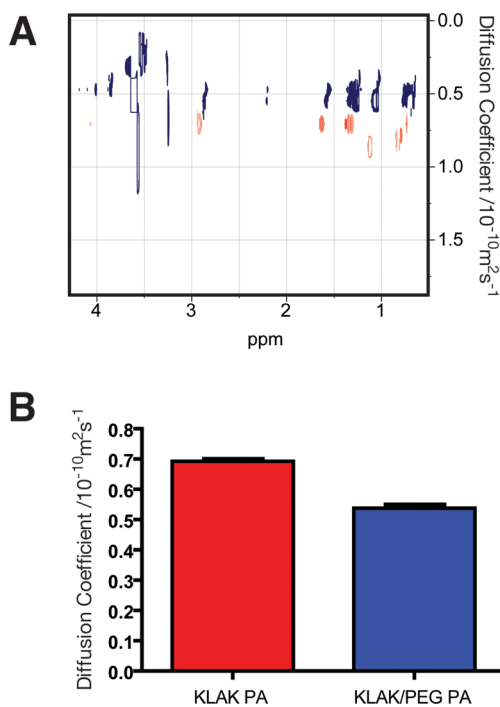 A
0.0
0.5
1.0
1.5
Diffusion Coefficient /10⁻¹⁰m²s⁻¹
4 3 2 1
ppm
B
Diffusion Coefficient /10⁻¹⁰m²s⁻¹
0.8
0.7
0.6
0.5
0.4
0.3
0.2
0.1
0.0
KLAK PA KLAK/PEG PA